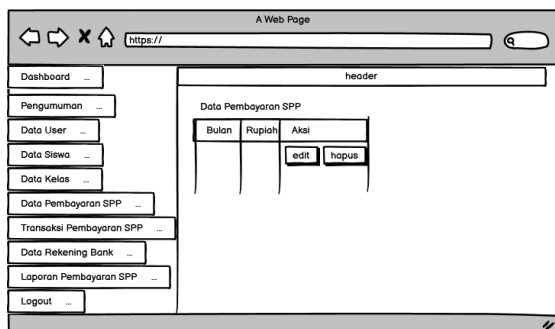 A Web Page
https://
header
Dashboard ...
Pengumuman ...
Data User ...
Data Siswa ...
Data Kelas ...
Data Pembayaran SPP ...
Transaksi Pembayaran SPP ...
Data Rekening Bank ...
Laporan Pembayaran SPP ...
Logout ...
Data Pembayaran SPP
Bulan Rupiah Aksi
edit hapus